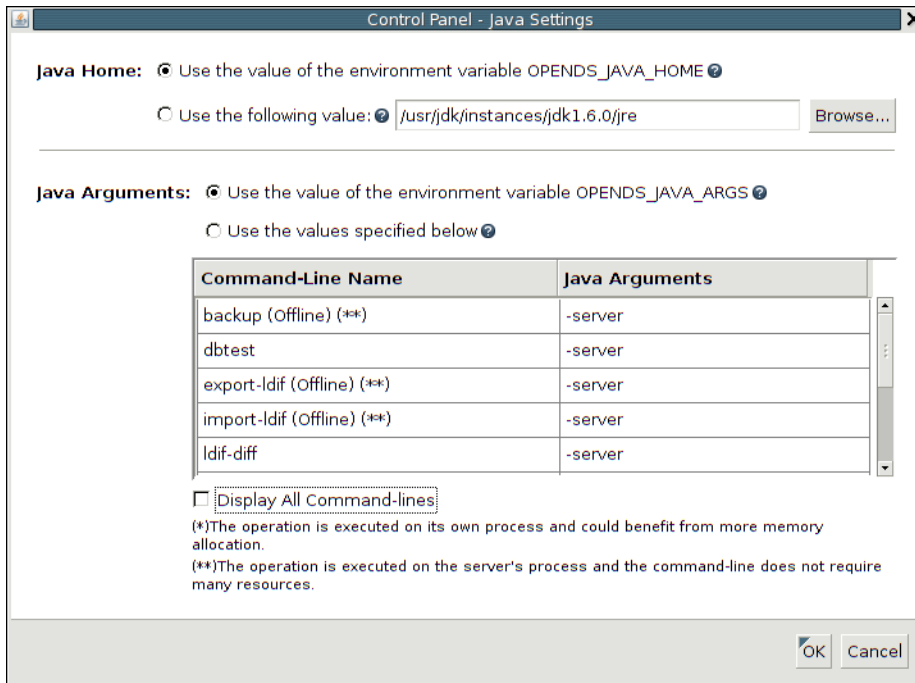 Control Panel - Java Settings
Java Home: Use the value of the environment variable OPENDS_JAVA_HOME
Use the following value: /usr/jdk/instances/jdk1.6.0/jre Browse...
Java Arguments: Use the value of the environment variable OPENDS_JAVA_ARGS
Use the values specified below
Command-Line Name Java Arguments
backup (Offline) (**) -server
dbtest -server
export-ldif (Offline) (**) -server
import-ldif (Offline) (**) -server
ldif-diff -server
Display All Command-lines
(*)The operation is executed on its own process and could benefit from more memory
allocation.
(**)The operation is executed on the server's process and the command-line does not require
many resources.
OK Cancel